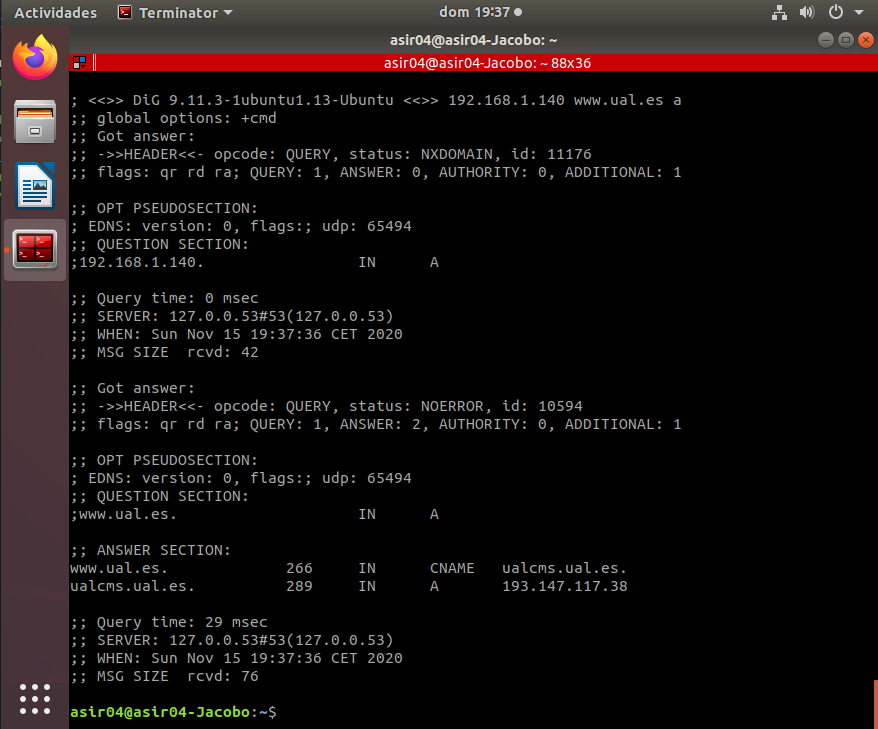 Actividades Terminator dom 19:37
asir04@asir04-Jacobo: ~
asir04@asir04-Jacobo: ~ 88x36
; <<>> DiG 9.11.3-1ubuntu1.13-Ubuntu <<>> 192.168.1.140 www.ual.es a
;; global options: +cmd
;; Got answer:
;; ->>HEADER<<- opcode: QUERY, status: NXDOMAIN, id: 11176
;; flags: qr rd ra; QUERY: 1, ANSWER: 0, AUTHORITY: 0, ADDITIONAL: 1
;; OPT PSEUDOSECTION:
; EDNS: version: 0, flags:; udp: 65494
;; QUESTION SECTION:
;192.168.1.140. IN A
;; Query time: 0 msec
;; SERVER: 127.0.0.53#53(127.0.0.53)
;; WHEN: Sun Nov 15 19:37:36 CET 2020
;; MSG SIZE  rcvd: 42
;; Got answer:
;; ->>HEADER<<- opcode: QUERY, status: NOERROR, id: 10594
;; flags: qr rd ra; QUERY: 1, ANSWER: 2, AUTHORITY: 0, ADDITIONAL: 1
;; OPT PSEUDOSECTION:
; EDNS: version: 0, flags:; udp: 65494
;; QUESTION SECTION:
;www.ual.es. IN A
;; ANSWER SECTION:
www.ual.es. 266 IN CNAME ualcms.ual.es.
ualcms.ual.es. 289 IN A 193.147.117.38
;; Query time: 29 msec
;; SERVER: 127.0.0.53#53(127.0.0.53)
;; WHEN: Sun Nov 15 19:37:36 CET 2020
;; MSG SIZE  rcvd: 76
asir04@asir04-Jacobo:~$